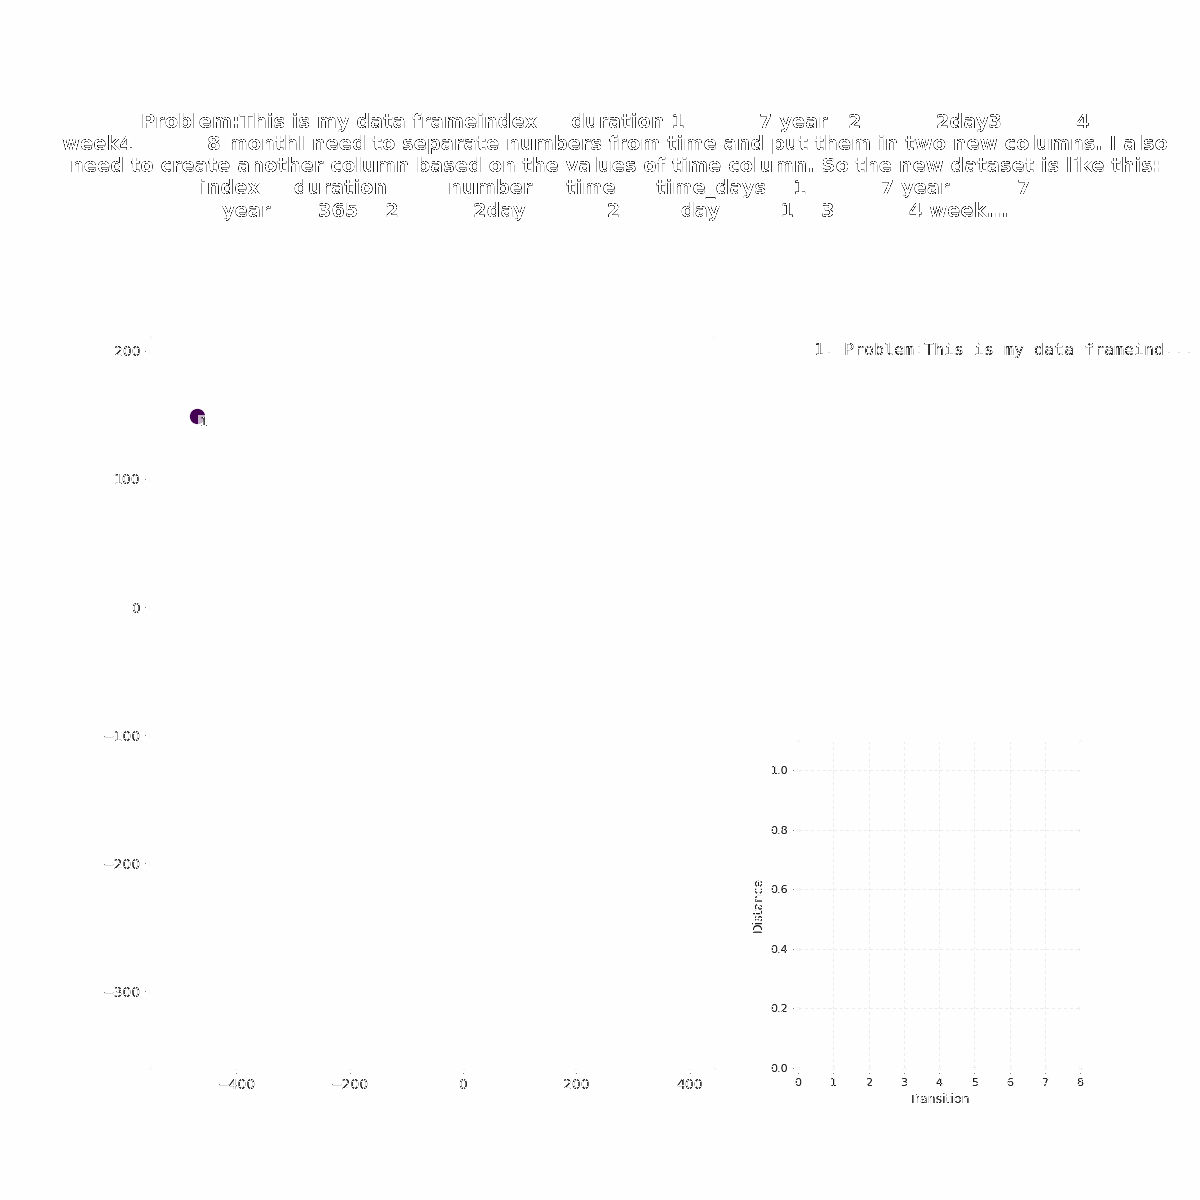 Problem:This is my data frameindex duration 1 7 year 2 2day3 4
week4 8 monthI need to separate numbers from time and put them in two new columns. I also
need to create another column based on the values of time column. So the new dataset is like this:
index duration number time time_days 1 7 year 7
year 365 2 2day 2 day 1 3 4 week...
200
1. Problem:This is my data frameind...
1
100
0
−100
−200
−300
−400 −200 0 200 400
1.0
0.8
0.6
0.4
0.2
0.0
Distance
0 1 2 3 4 5 6 7 8
Transition